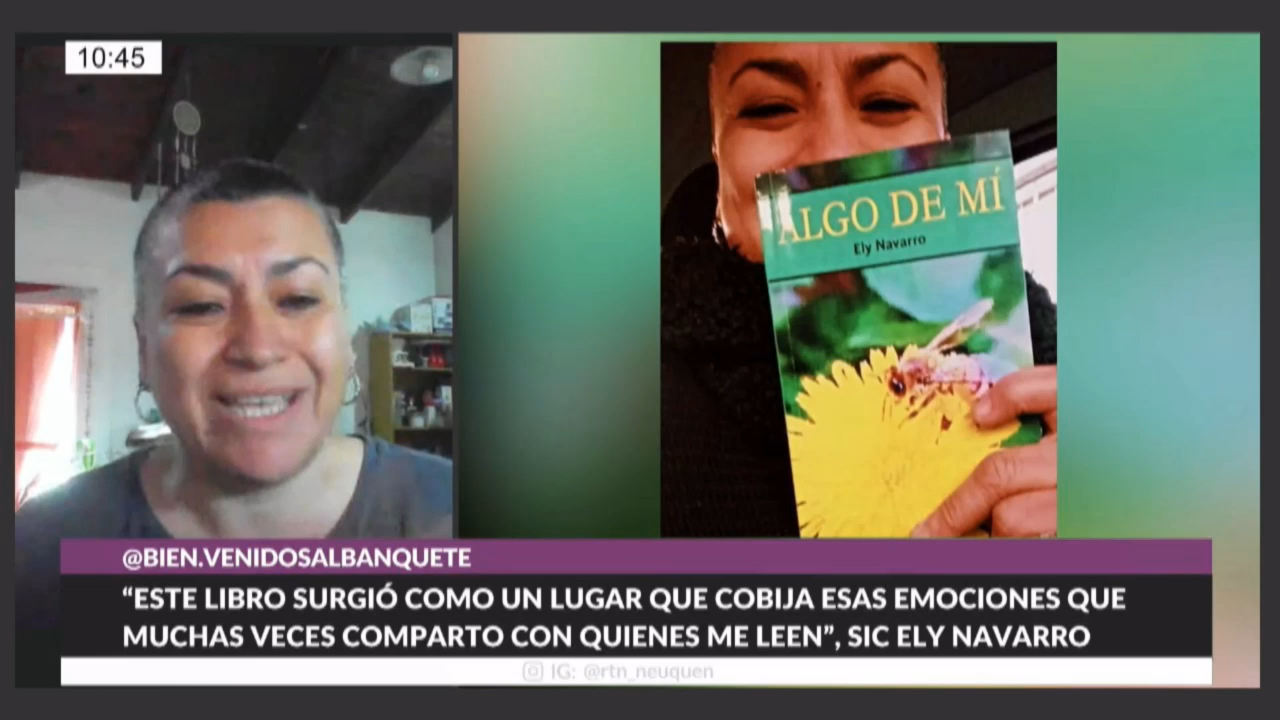 10:45
ALGO DE MÍ
Ely Navarro
@BIEN.VENIDOSALBANQUETE
“ESTE LIBRO SURGIÓ COMO UN LUGAR QUE COBIJA ESAS EMOCIONES QUE
MUCHAS VECES COMPARTO CON QUIENES ME LEEN”, SIC ELY NAVARRO
IG: @rtn_neuquen